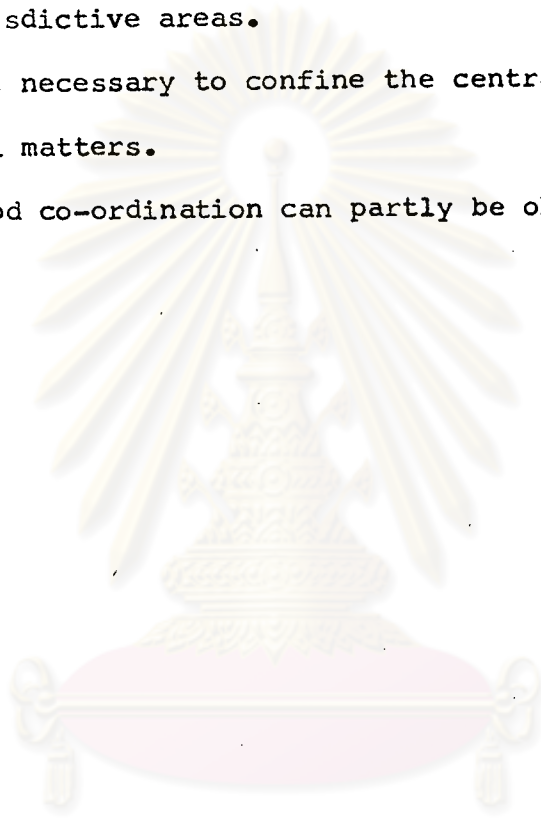 sdictive areas.
necessary to confine the centr
matters.
od co-ordination can partly be